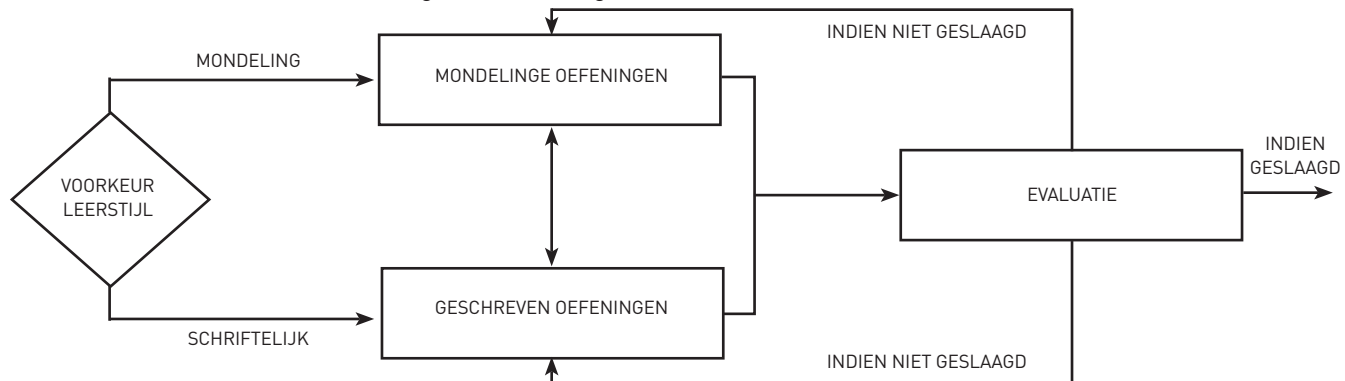 INDIEN NIET GESLAAGD
MONDELING
MONDELINGE OEFENINGEN
VOORKEUR
LEERSTIJL
INDIEN
GESLAAGD
EVALUATIE
GESCHREVEN OEFENINGEN
SCHRIFTELIJK
INDIEN NIET GESLAAGD